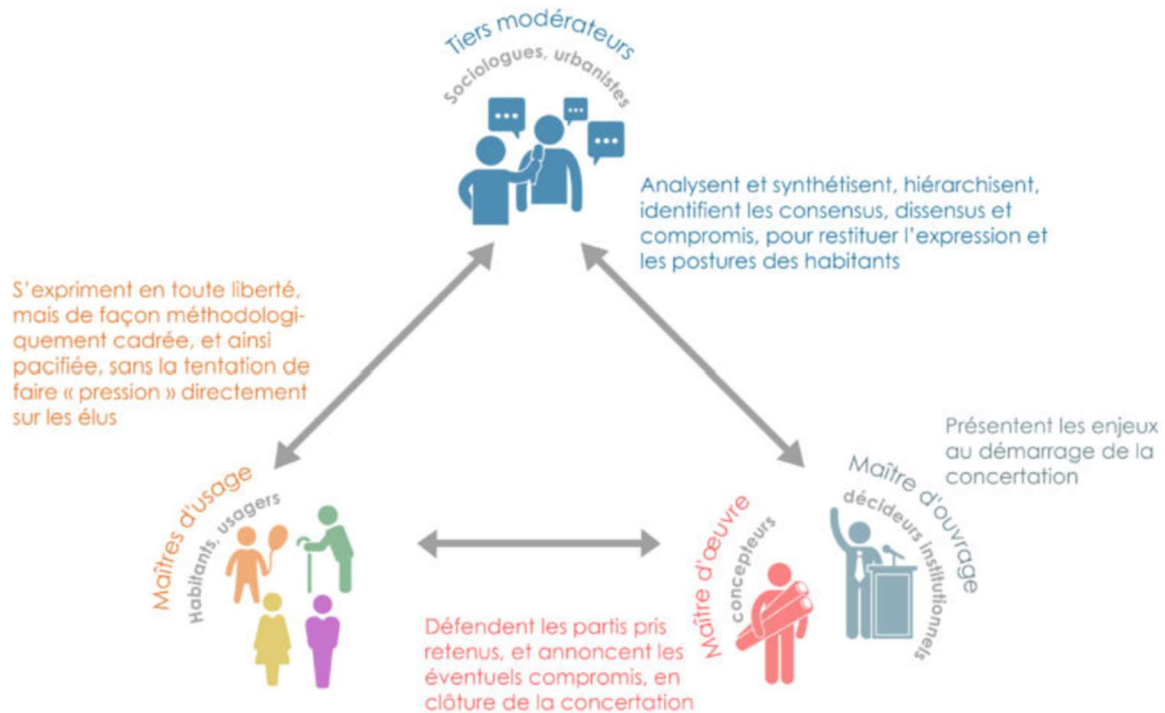 Tiers modérateurs
Sociologues, urbanistes
Analysent et synthétisent, hiérarchisent,
identifient les consensus, dissensus et
compromis, pour restituer l'expression et
les postures des habitants
S'expriment en toute liberté,
mais de façon méthodologi-
quement cadrée, et ainsi
pacifiée, sans la tentation de
faire « pression » directement
sur les élus
Présentent les enjeux
au démarrage de la
concertation
Maîtres d'usage
Habitants, usagers
Maître d'œuvre
concepteurs
Maître d'ouvrage
décideurs institutionnels
Défendent les partis pris
retenus, et annoncent les
éventuels compromis, en
clôture de la concertation